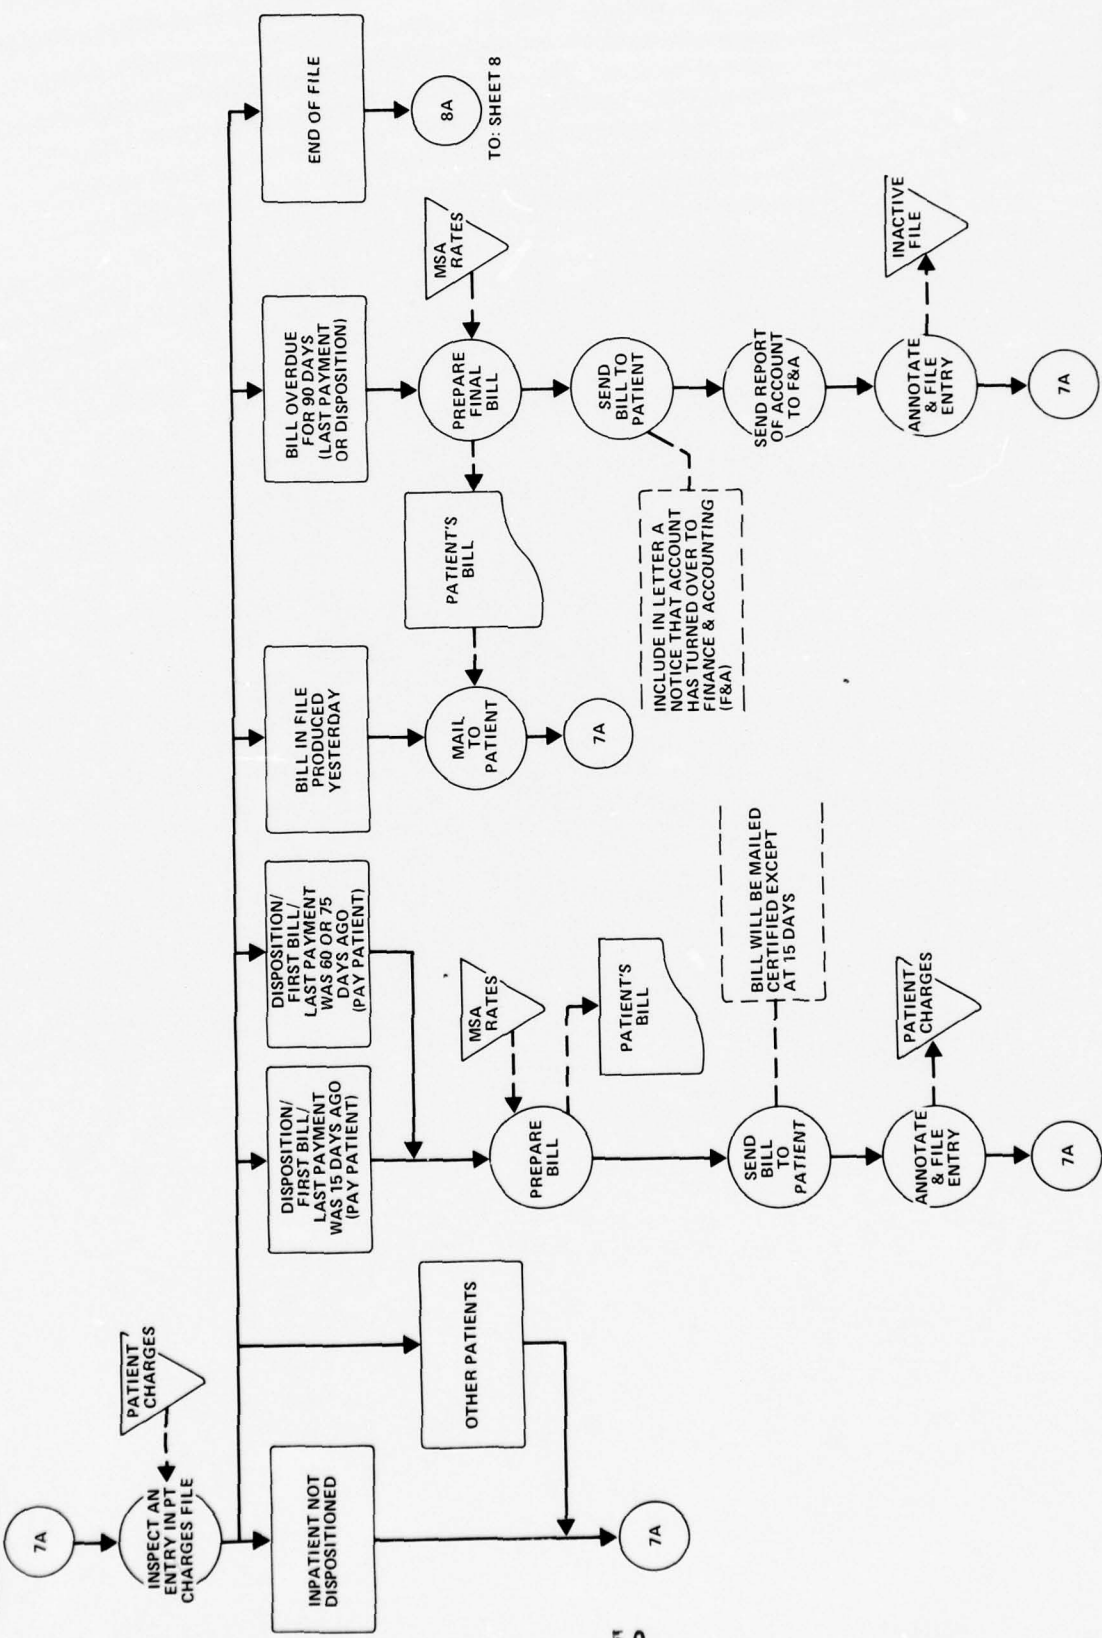 7A
INSPECT AN
ENTRY IN PT
CHARGES FILE
PATIENT
CHARGES
INPATIENT NOT
DISPOSITIONED
OTHER PATIENTS
7A
DISPOSITION/
FIRST BILL/
LAST PAYMENT
WAS 15 DAYS AGO
(PAY PATIENT)
DISPOSITION/
FIRST BILL/
LAST PAYMENT
WAS 60 OR 75
DAYS AGO
(PAY PATIENT)
MSA
RATES
PREPARE
BILL
PATIENT'S
BILL
SEND
BILL
TO
PATIENT
BILL WILL BE MAILED
CERTIFIED EXCEPT
AT 15 DAYS
ANNOTATE
& FILE
ENTRY
PATIENT
CHARGES
7A
BILL IN FILE
PRODUCED
YESTERDAY
MAIL
TO
PATIENT
7A
BILL OVERDUE
FOR 90 DAYS
(LAST PAYMENT
OR DISPOSITION)
MSA
RATES
PREPARE
FINAL
BILL
PATIENT'S
BILL
SEND
BILL TO
PATIENT
INCLUDE IN LETTER A
NOTICE THAT ACCOUNT
HAS TURNED OVER TO
FINANCE & ACCOUNTING
(F&A)
SEND REPORT
OF ACCOUNT
TO F&A
ANNOTATE
& FILE
ENTRY
INACTIVE
FILE
7A
END OF FILE
8A
TO: SHEET 8